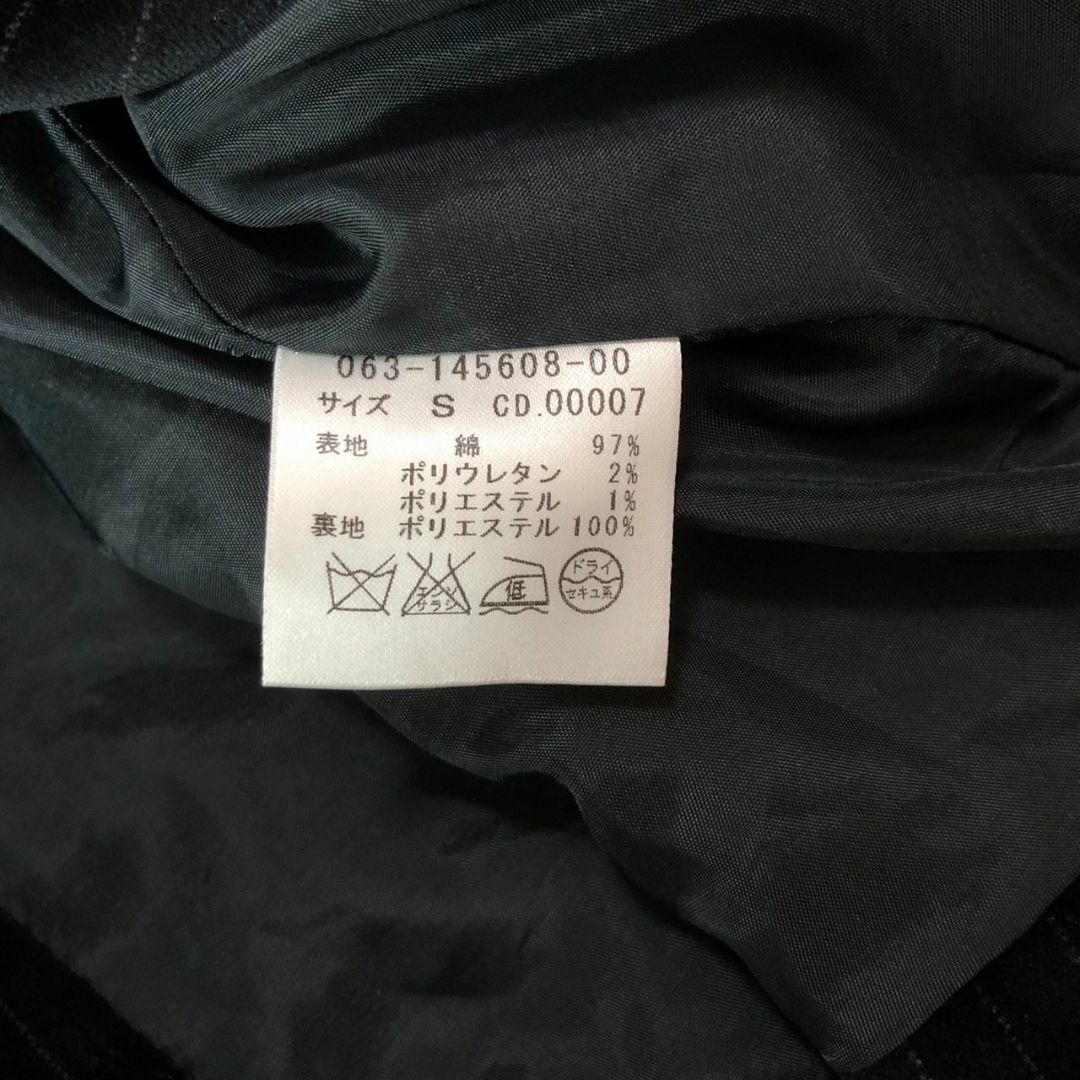 063-145608-00
サイズ S CD.00007
表地 綿 97%
ポリウレタン 2%
ポリエステル 1%
裏地 ポリエステル 100%
エンソ
サラシ
低
ドライ
セキユ系